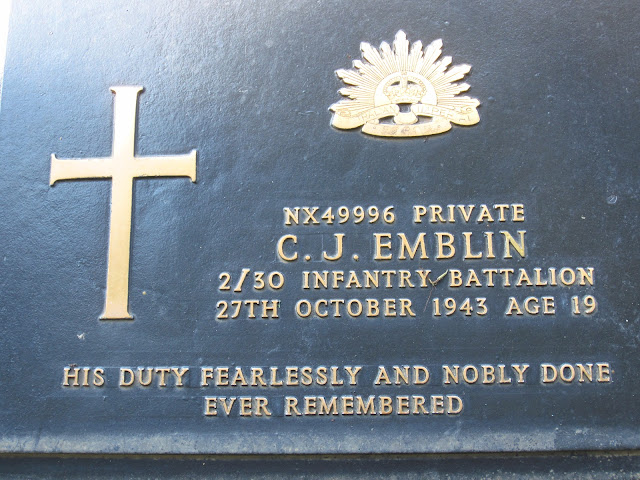 NX49996 PRIVATE
C. J. EMBLIN
2/30 INFANTRY BATTALION
27TH OCTOBER 1943 AGE 19
HIS DUTY FEARLESSLY AND NOBLY DONE
EVER REMEMBERED